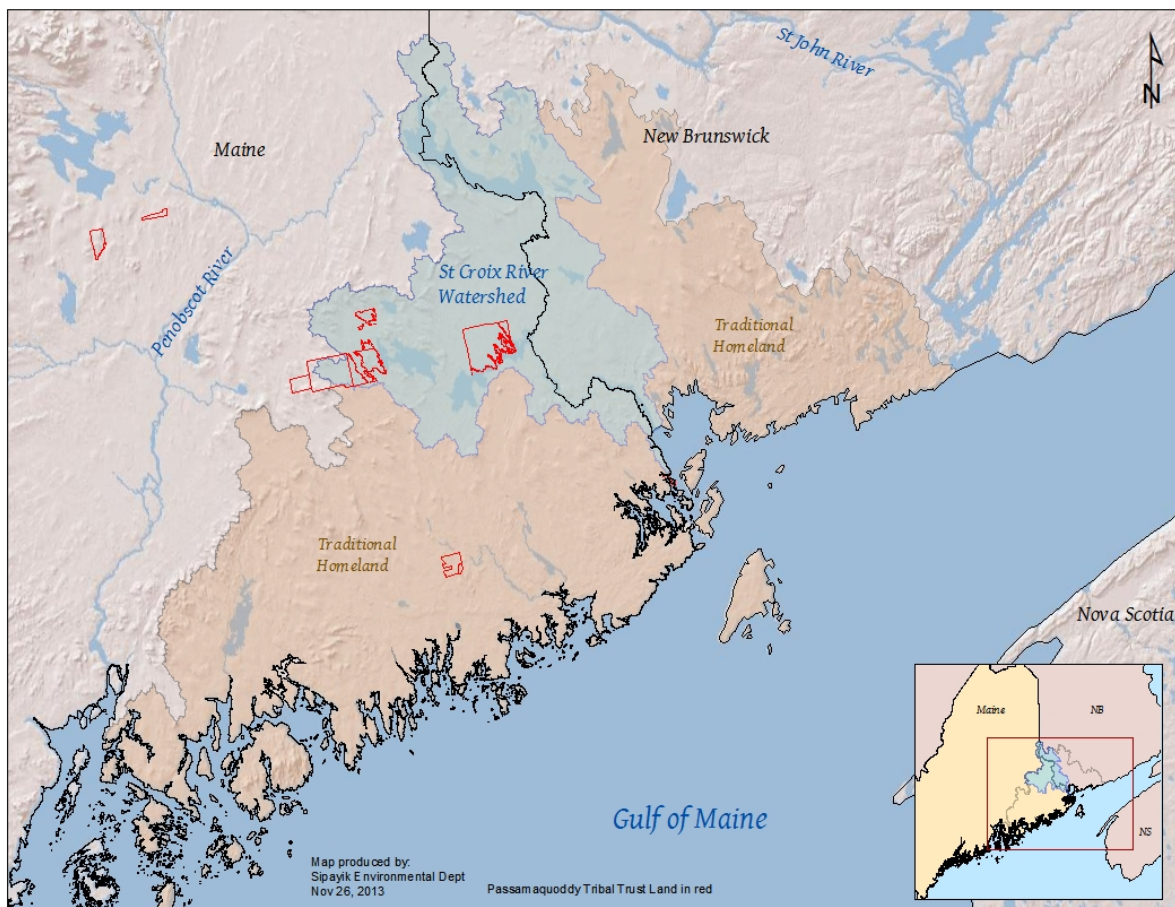 St John River
N
New Brunswick
Maine
Penobscot River
St Croix River
Watershed
Traditional
Homeland
Traditional
Homeland
Nova Scotia
Maine
NB
NS
Gulf of Maine
Map produced by:
Sipayik Environmental Dept
Nov 26, 2013
Passamaquoddy Tribal Trust Land in red